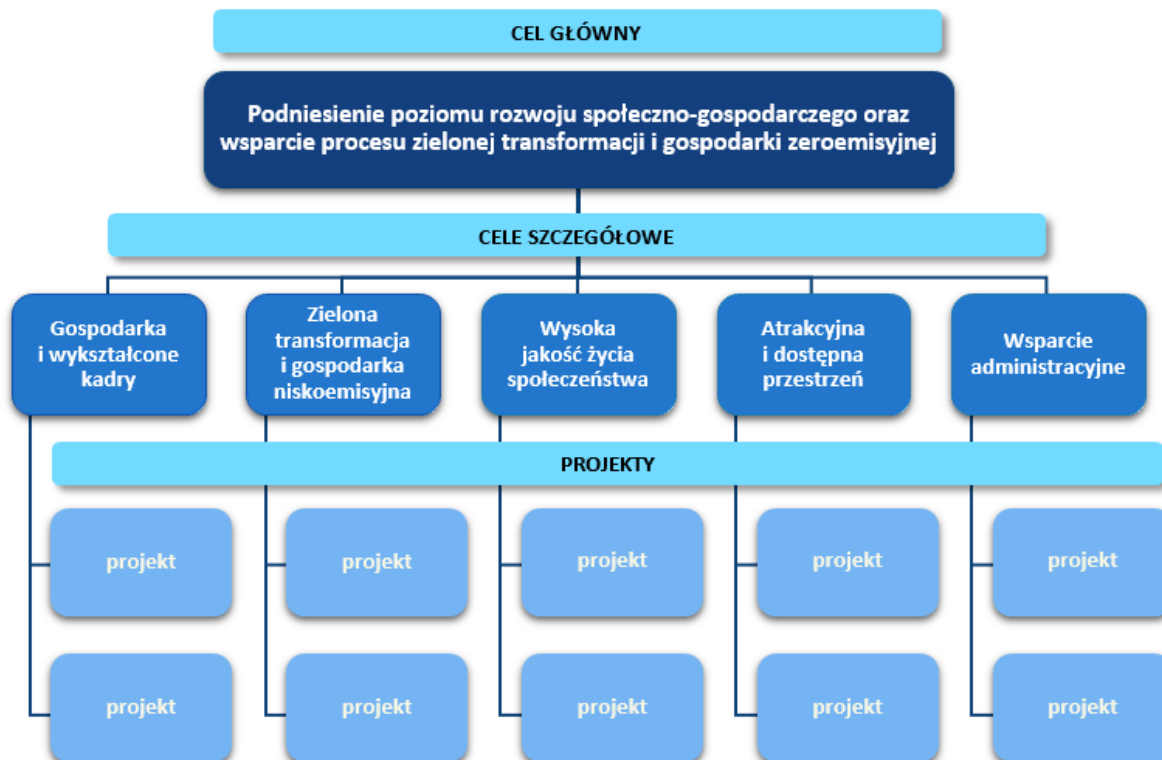 CEL GŁÓWNY
Podniesienie poziomu rozwoju społeczno-gospodarczego oraz
wsparcie procesu zielonej transformacji i gospodarki zeroemisyjnej
CELE SZCZEGÓŁOWE
Gospodarka
i wykształcone
kadry
Zielona
transformacja
i gospodarka
niskoemisyjna
Wysoka
jakość życia
społeczeństwa
Atrakcyjna
i dostępna
przestrzeń
Wsparcie
administracyjne
PROJEKTY
projekt
projekt
projekt
projekt
projekt
projekt
projekt
projekt
projekt
projekt